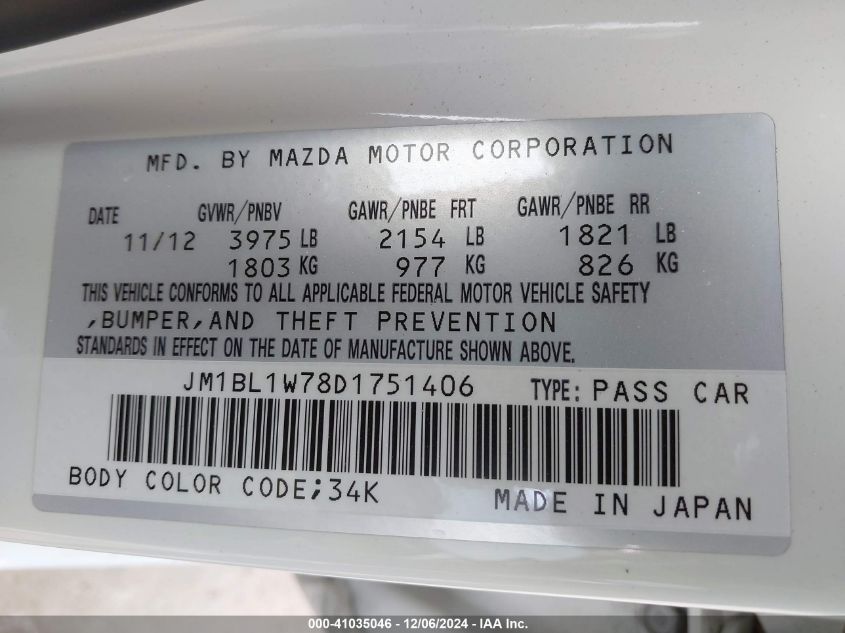 MFD. BY MAZDA MOTOR CORPORATION
DATE GVWR/PNBV GAWR/PNBE FRT GAWR/PNBE RR
11/12 3975 LB 2154 LB 1821 LB
1803 KG 977 KG 826 KG
THIS VEHICLE CONFORMS TO ALL APPLICABLE FEDERAL MOTOR VEHICLE SAFETY
,BUMPER,AND THEFT PREVENTION
STANDARDS IN EFFECT ON THE DATE OF MANUFACTURE SHOWN ABOVE.
JM1BL1W78D1751406 TYPE: PASS CAR
BODY COLOR CODE;34K MADE IN JAPAN
000-41035046 - 12/06/2024 - IAA Inc.